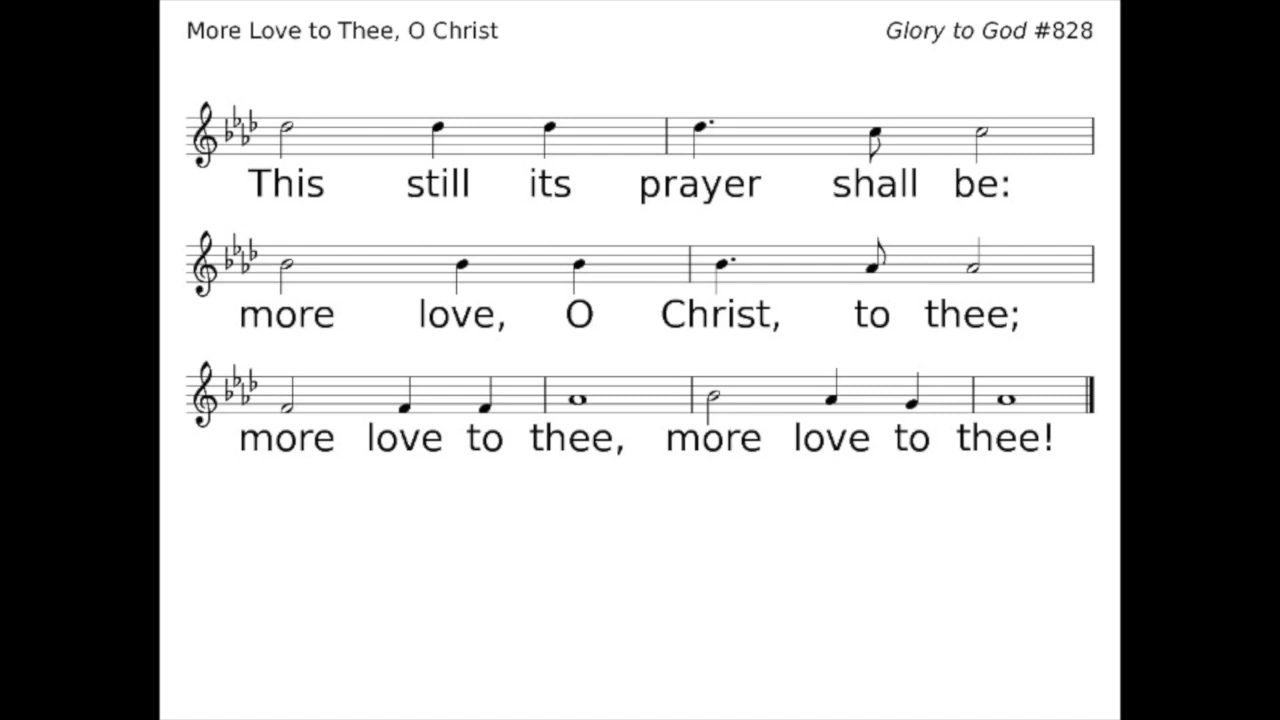 More Love to Thee, O Christ
Glory to God #828
This still its prayer shall be:
more love, O Christ, to thee;
more love to thee, more love to thee!